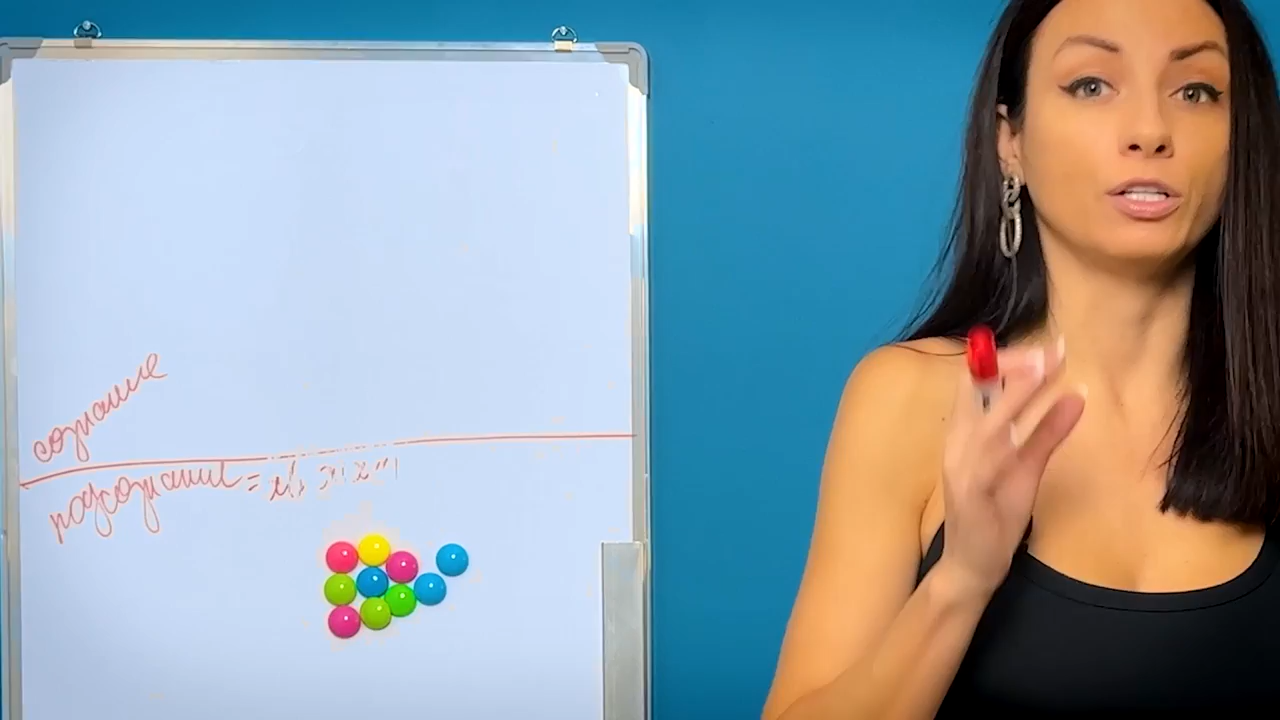 сознание
подсознание =